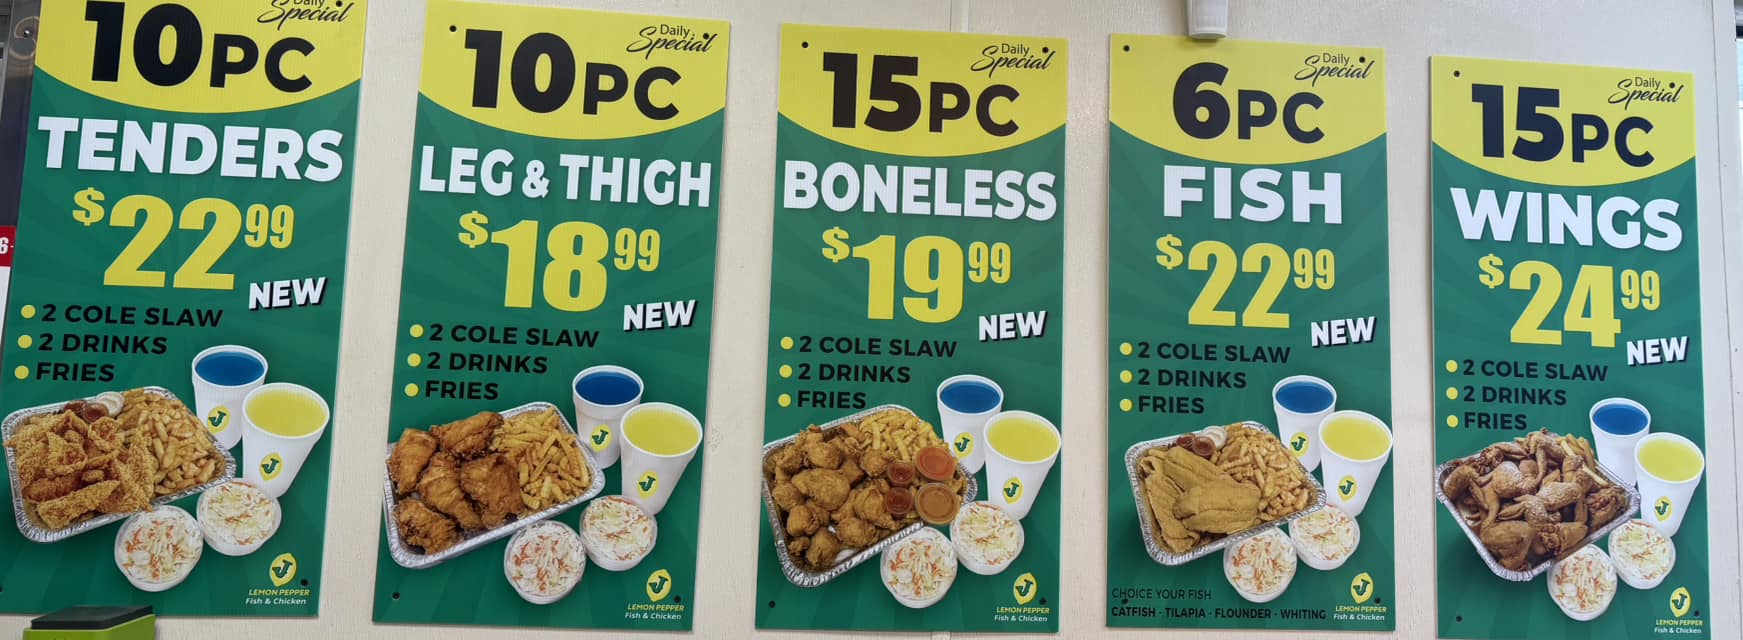 Daily
Special
10PC
TENDERS
$22.99
NEW
2 COLE SLAW
2 DRINKS
FRIES
J
J
J
LEMON PEPPER
Fish & Chicken
Daily
Special
10PC
LEG & THIGH
$18.99
NEW
2 COLE SLAW
2 DRINKS
FRIES
J
J
J
LEMON PEPPER
Fish & Chicken
Daily
Special
15PC
BONELESS
$19.99
NEW
2 COLE SLAW
2 DRINKS
FRIES
J
J
J
LEMON PEPPER
Fish & Chicken
Daily
Special
6PC
FISH
$22.99
NEW
2 COLE SLAW
2 DRINKS
FRIES
J
J
CHOICE YOUR FISH
CATFISH - TILAPIA - FLOUNDER - WHITING
J
LEMON PEPPER
Fish & Chicken
Daily
Special
15PC
WINGS
$24.99
NEW
2 COLE SLAW
2 DRINKS
FRIES
J
J
LEMON PEPPER
Fish & Chicken